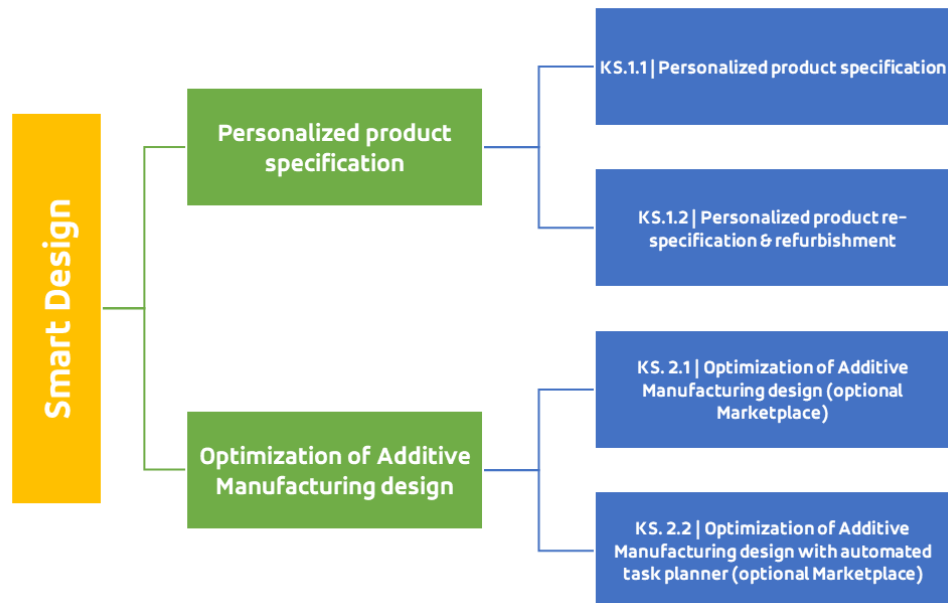 Smart Design
Personalized product
specification
Optimization of Additive
Manufacturing design
KS.1.1 | Personalized product specification
KS.1.2 | Personalized product re-
specification & refurbishment
KS. 2.1 | Optimization of Additive
Manufacturing design (optional
Marketplace)
KS. 2.2 | Optimization of Additive
Manufacturing design with automated
task planner (optional Marketplace)